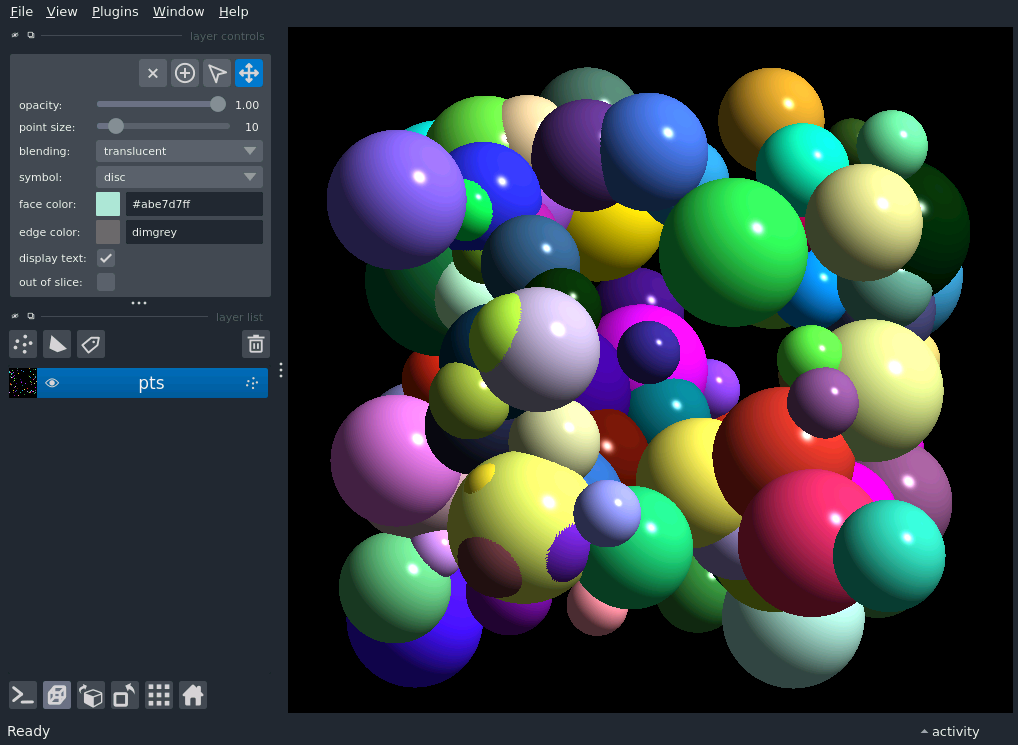 File View Plugins Window Help
layer controls
opacity: 1.00
point size: 10
blending: translucent
symbol: disc
face color: #abe7d7ff
edge color: dimgrey
display text:
out of slice:
layer list
pts
Ready
activity